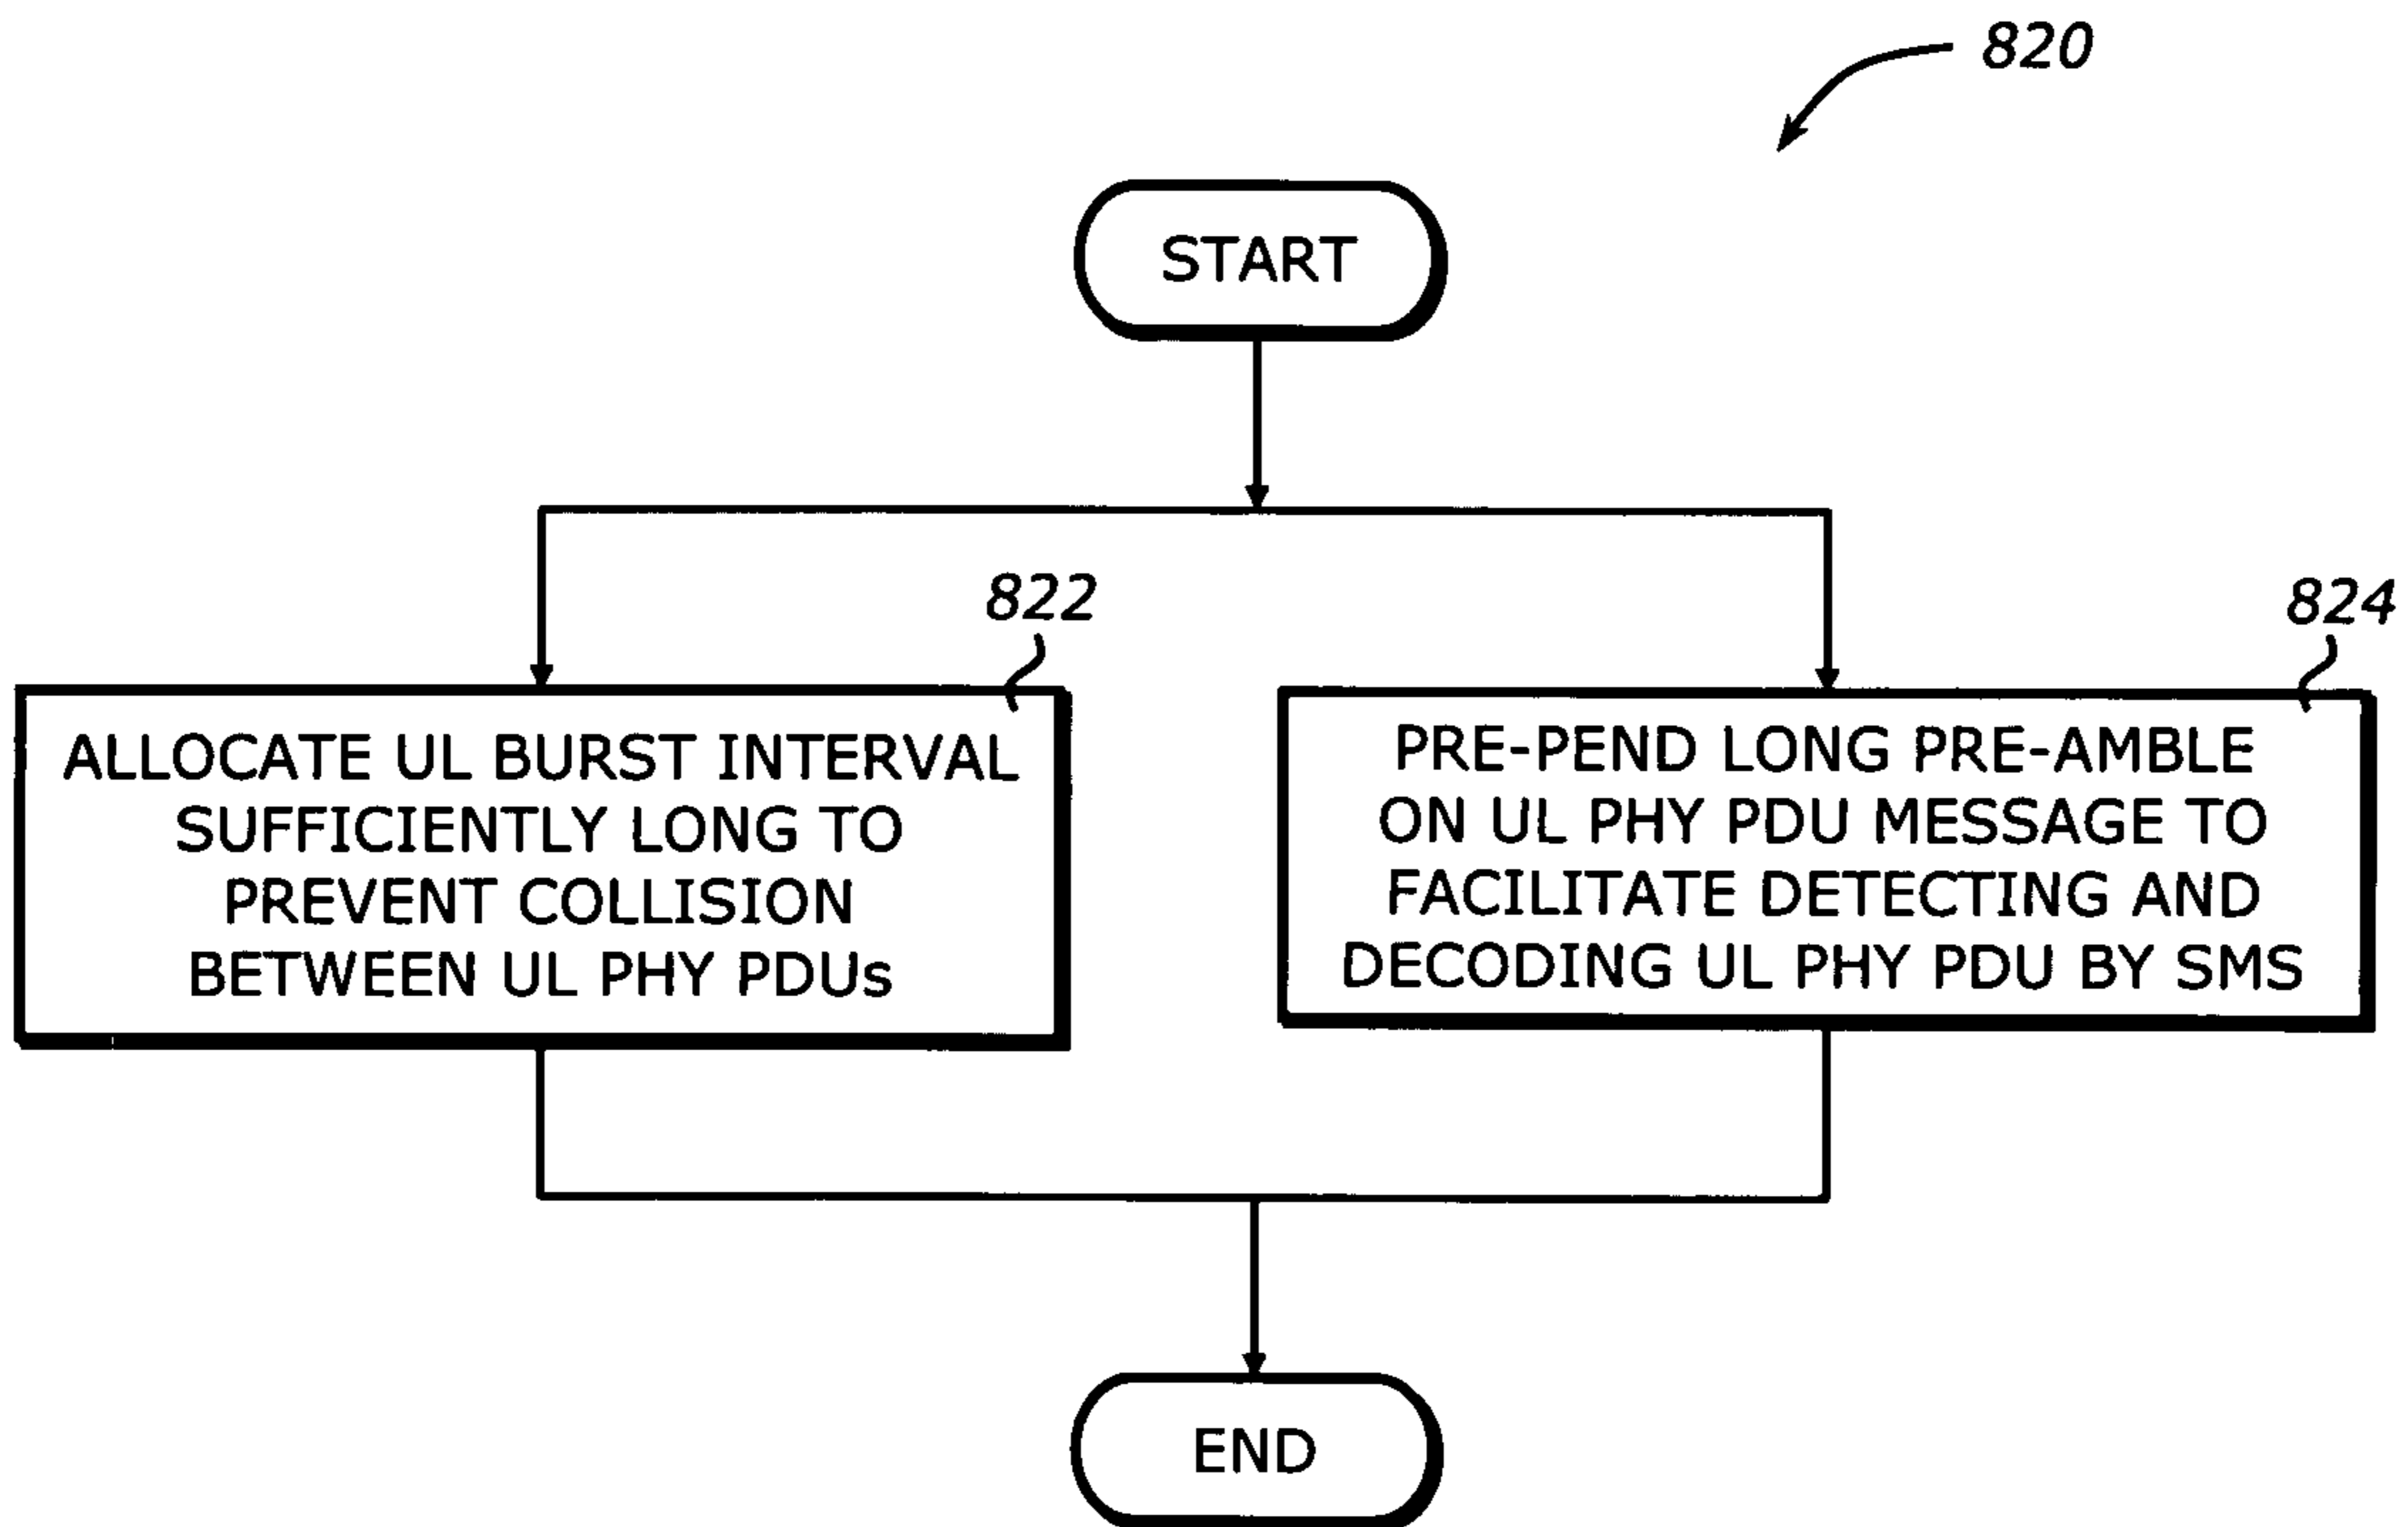 820
START
822
ALLOCATE UL BURST INTERVAL
SUFFICIENTLY LONG TO
PREVENT COLLISION
BETWEEN UL PHY PDUs
824
PRE-PEND LONG PRE-AMBLE
ON UL PHY PDU MESSAGE TO
FACILITATE DETECTING AND
DECODING UL PHY PDU BY SMS
END